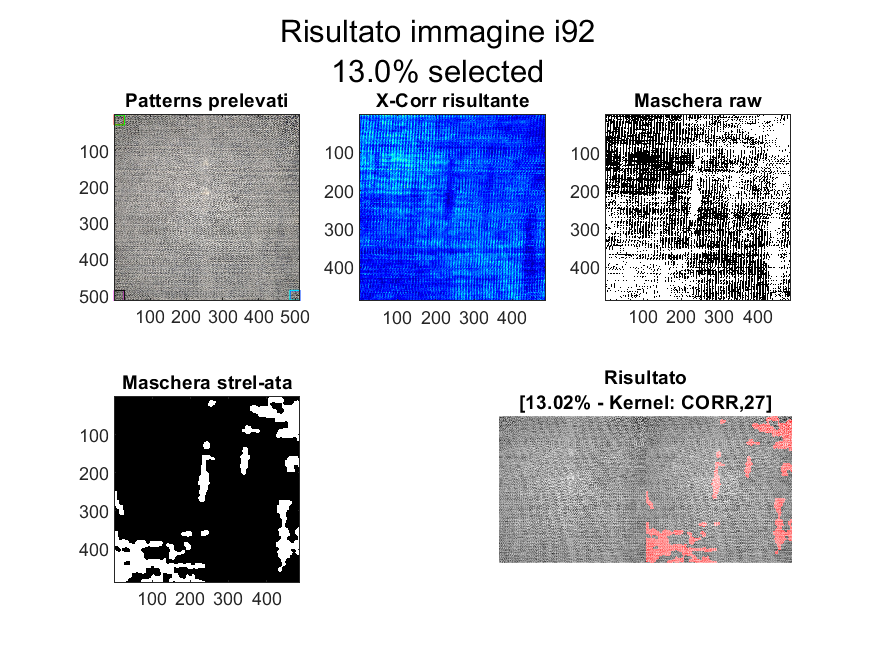 Risultato immagine i92
13.0% selected
Patterns prelevati
100
200
300
400
500
100 200 300 400 500
X-Corr risultante
100
200
300
400
100 200 300 400
Maschera raw
100
200
300
400
100 200 300 400
Maschera strel-ata
100
200
300
400
100 200 300 400
Risultato
[13.02% - Kernel: CORR,27]